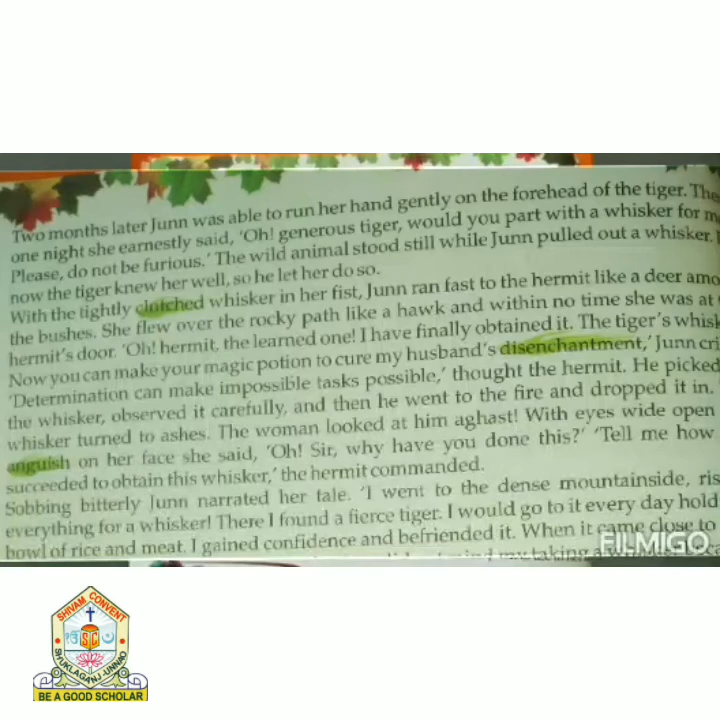 Two months later Junn was able to run her hand gently on the forehead of the tiger. The
one night she earnestly said, 'Oh! generous tiger, would you part with a whisker for m
Please, do not be furious.' The wild animal stood still while Junn pulled out a whisker.
now the tiger knew her well, so he let her do so.
With the tightly clutched whisker in her fist, Junn ran fast to the hermit like a deer amo
the bushes. She flew over the rocky path like a hawk and within no time she was at
hermit's door. 'Oh! hermit, the learned one! I have finally obtained it. The tiger's whisk
Now you can make your magic potion to cure my husband's disenchantment,' Junn cri
'Determination can make impossible tasks possible,' thought the hermit. He picked
the whisker, observed it carefully, and then he went to the fire and dropped it in.
whisker turned to ashes. The woman looked at him aghast! With eyes wide open
anguish on her face she said, 'Oh! Sir, why have you done this?' 'Tell me how
succeeded to obtain this whisker,' the hermit commanded.
Sobbing bitterly Junn narrated her tale. 'I went to the dense mountainside, ris
everything for a whisker! There I found a fierce tiger. I would go to it every day hold
bowl of rice and meat. I gained confidence and befriended it. When it came close to
my taking a
FILMIGO
SHIVAM CONVENT
SC
SHUKLAGANJ-UNNAO
BE A GOOD SCHOLAR